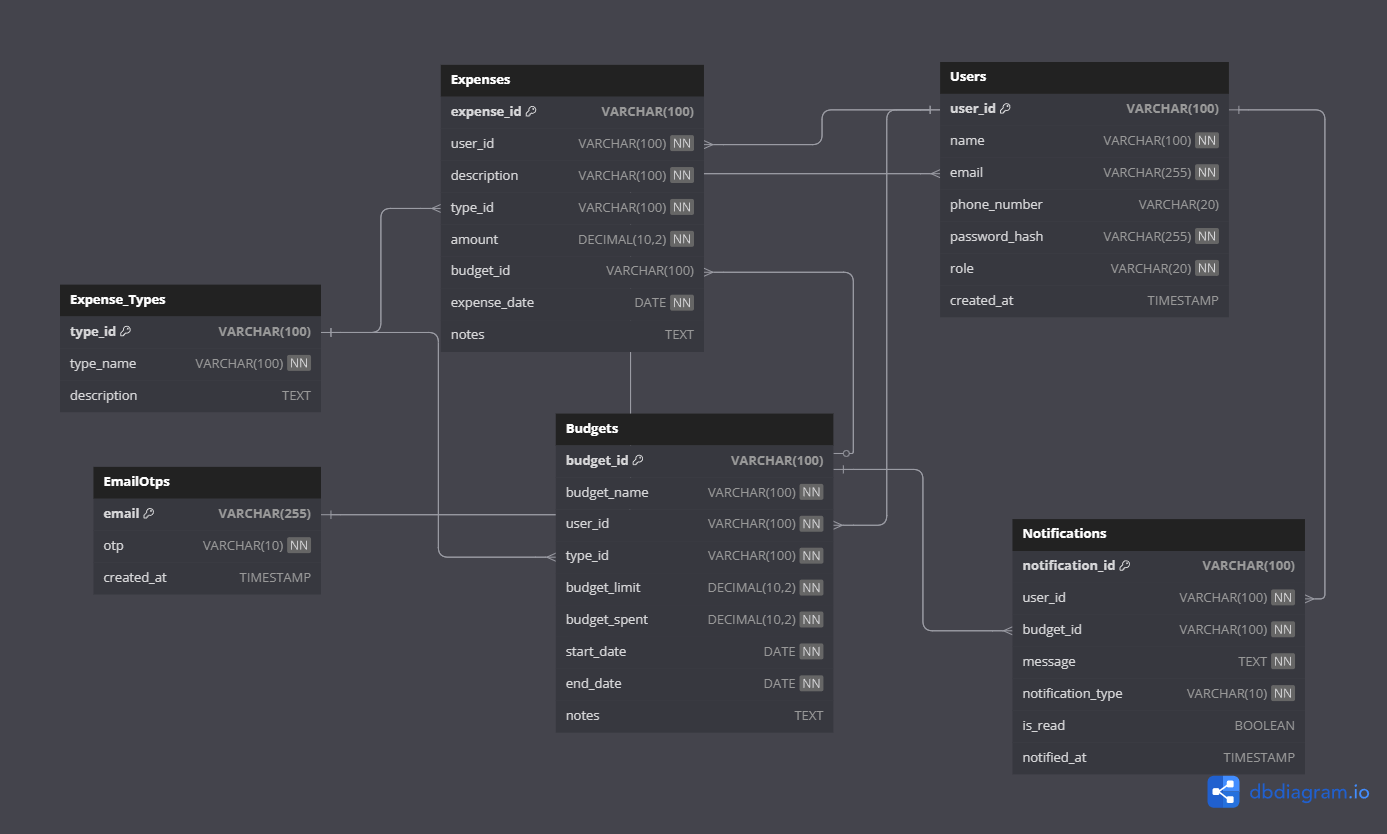 Expenses
expense_id VARCHAR(100)
user_id VARCHAR(100) NN
description VARCHAR(100) NN
type_id VARCHAR(100) NN
amount DECIMAL(10,2) NN
budget_id VARCHAR(100)
expense_date DATE NN
notes TEXT
Users
user_id VARCHAR(100)
name VARCHAR(100) NN
email VARCHAR(255) NN
phone_number VARCHAR(20)
password_hash VARCHAR(255) NN
role VARCHAR(20) NN
created_at TIMESTAMP
Expense_Types
type_id VARCHAR(100)
type_name VARCHAR(100) NN
description TEXT
EmailOtps
email VARCHAR(255)
otp VARCHAR(10) NN
created_at TIMESTAMP
Budgets
budget_id VARCHAR(100)
budget_name VARCHAR(100) NN
user_id VARCHAR(100) NN
type_id VARCHAR(100) NN
budget_limit DECIMAL(10,2) NN
budget_spent DECIMAL(10,2) NN
start_date DATE NN
end_date DATE NN
notes TEXT
Notifications
notification_id VARCHAR(100)
user_id VARCHAR(100) NN
budget_id VARCHAR(100) NN
message TEXT NN
notification_type VARCHAR(10) NN
is_read BOOLEAN
notified_at TIMESTAMP
dbdiagram.io